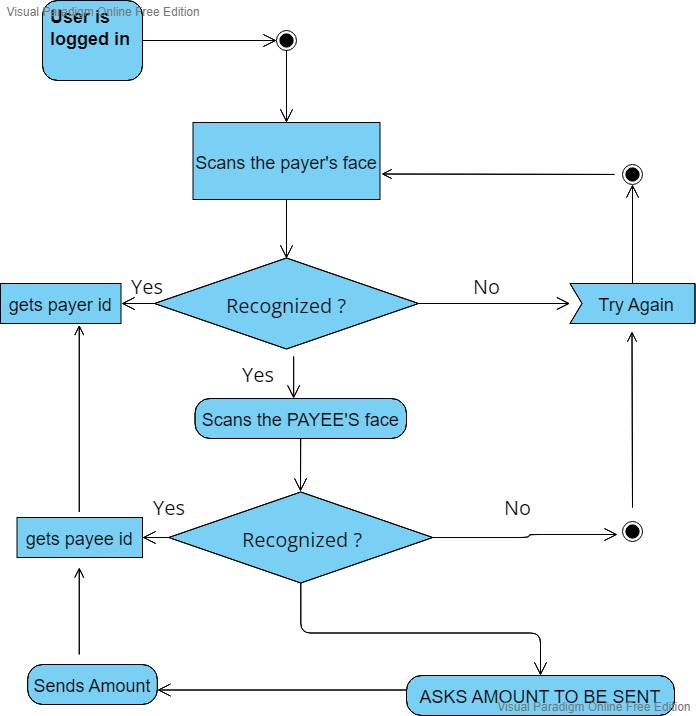 Visual Paradigm Online Free Edition
User is
logged in
Scans the payer's face
Yes
No
gets payer id
Recognized ?
Try Again
Yes
Scans the PAYEE'S face
Yes
No
gets payee id
Recognized ?
Sends Amount
ASKS AMOUNT TO BE SENT
Visual Paradigm Online Free Edition